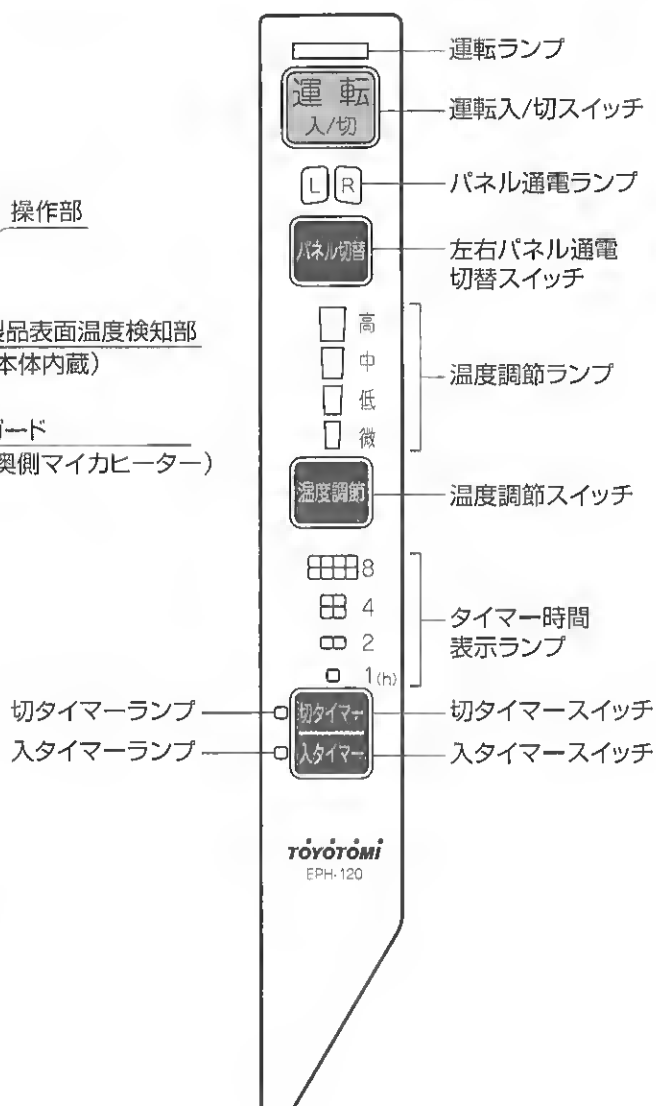 運転ランプ
運転
入/切
運転入/切スイッチ
L R
パネル通電ランプ
操作部
パネル切替
左右パネル通電
切替スイッチ
製品表面温度検知部
本体内蔵）
高
中
低
微
温度調節ランプ
ガード
奥側マイカヒーター）
温度調節
温度調節スイッチ
8
4
2
1(h)
タイマー時間
表示ランプ
切タイマーランプ
切タイマー
切タイマースイッチ
入タイマーランプ
入タイマー
入タイマースイッチ
TOYOTOMI
EPH-120